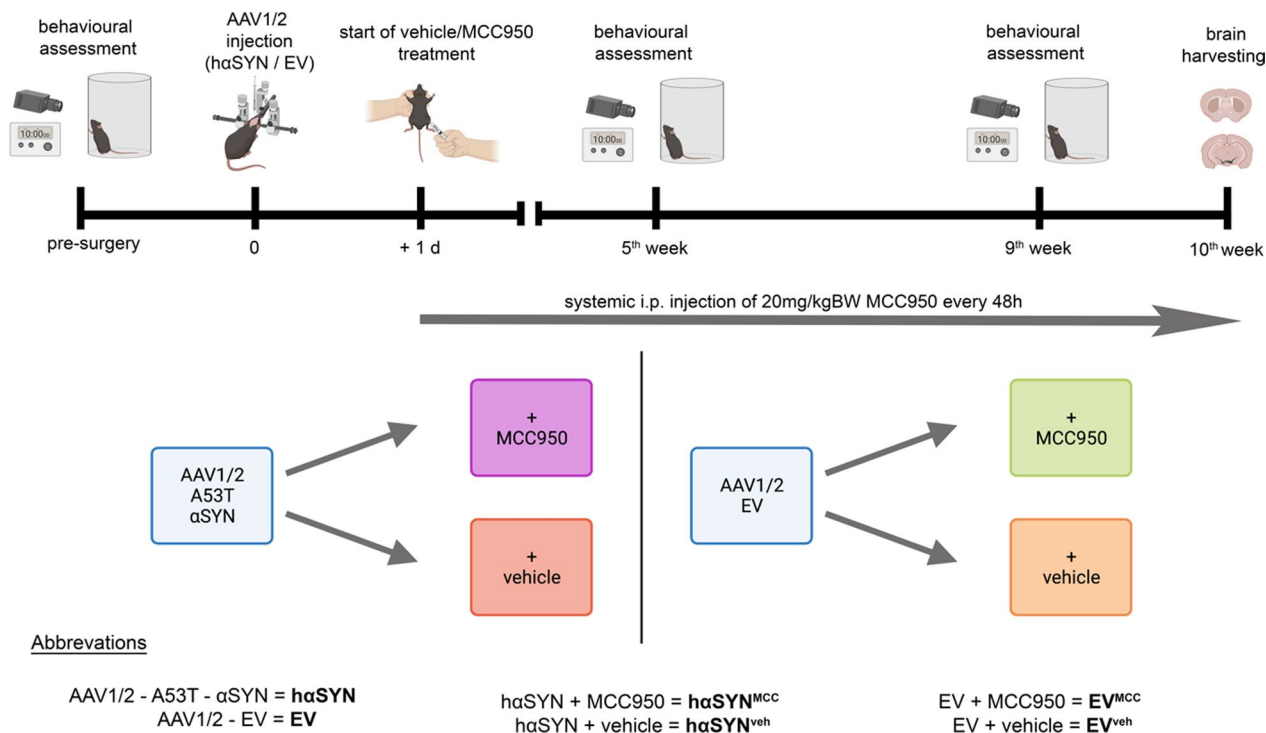 behavioural
assessment
AAV1/2
injection
(hαSYN / EV)
start of vehicle/MCC950
treatment
behavioural
assessment
behavioural
assessment
brain
harvesting
10:00₀₀
10:00₀₀
10:00₀₀
pre-surgery
0
+ 1 d
5ᵗʰ week
9ᵗʰ week
10ᵗʰ week
systemic i.p. injection of 20mg/kgBW MCC950 every 48h
AAV1/2
A53T
αSYN
+
MCC950
+
vehicle
AAV1/2
EV
+
MCC950
+
vehicle
Abbrevations
AAV1/2 - A53T - αSYN = hαSYN
AAV1/2 - EV = EV
hαSYN + MCC950 = hαSYNᴹᶜᶜ
hαSYN + vehicle = hαSYNᵛᵉʰ
EV + MCC950 = EVᴹᶜᶜ
EV + vehicle = EVᵛᵉʰ